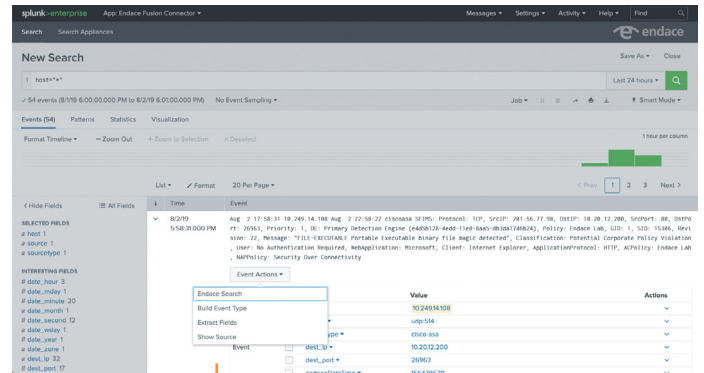 splunk>enterprise App: Endace Fusion Connector Messages Settings Activity Help Find
Search Search Appliances endace
New Search Save As Close
1 host="*" Last 24 hours
✓ 54 events (8/1/19 6:00:00.000 PM to 8/2/19 6:01:00.000 PM) No Event Sampling Job Smart Mode
Events (54) Patterns Statistics Visualization
Format Timeline — Zoom Out + Zoom to Selection × Deselect 1 hour per column
List Format 20 Per Page < Prev 1 2 3 Next >
< Hide Fields All Fields i Time Event
SELECTED FIELDS
a host 1
a source 1
a sourcetype 1
INTERESTING FIELDS
# date_hour 3
# date_mday 1
# date_minute 20
a date_month 1
# date_second 12
a date_wday 1
# date_year 1
a date_zone 1
a dest_ip 32
# dest_port 17
8/2/19
5:58:31.000 PM
Aug 2 17:58:31 10.249.14.108 Aug 2 22:58:22 ciscoasa SFIMS: Protocol: TCP, SrcIP: 201.56.77.98, DstIP: 10.20.12.200, SrcPort: 80, DstPo
rt: 26963, Priority: 1, DE: Primary Detection Engine (e4d5b128-4edd-11e8-8aa5-db3da1746b24), Policy: Endace Lab, GID: 1, SID: 15306, Revi
sion: 22, Message: "FILE-EXECUTABLE Portable Executable binary file magic detected", Classification: Potential Corporate Policy Violation
, User: No Authentication Required, WebApplication: Microsoft, Client: Internet Explorer, ApplicationProtocol: HTTP, ACPolicy: Endace Lab
, NAPPolicy: Security Over Connectivity
Event Actions
Endace Search
Build Event Type
Extract Fields
Show Source
Value Actions
10.249.14.108
udp:514
cisco-asa
Event dest_ip 10.20.12.200
dest_port 26963